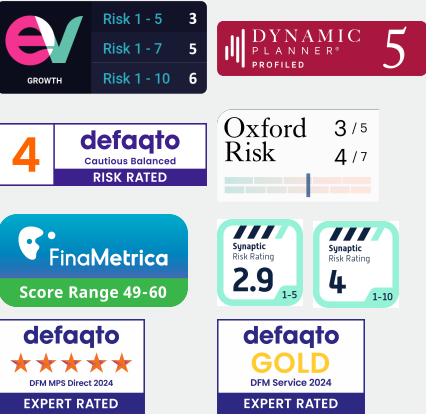 ev
GROWTH
Risk 1 - 5 3
Risk 1 - 7 5
Risk 1 - 10 6
DYNAMIC
PLANNER®
PROFILED
5
4
defaqto
Cautious Balanced
RISK RATED
Oxford
Risk
3 / 5
4 / 7
FinaMetrica
Score Range 49-60
Synaptic
Risk Rating
2.9
1-5
Synaptic
Risk Rating
4
1-10
defaqto
DFM MPS Direct 2024
EXPERT RATED
defaqto
GOLD
DFM Service 2024
EXPERT RATED